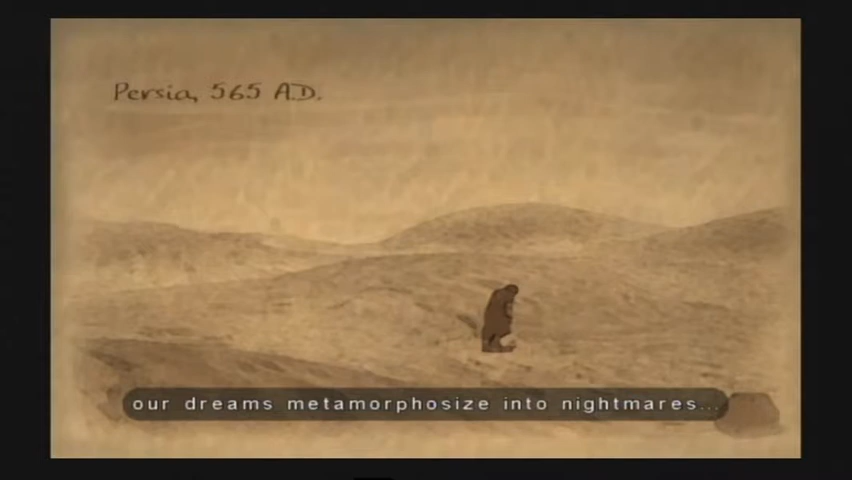 Persia, 565 A.D.
our dreams metamorphosize into nightmares...